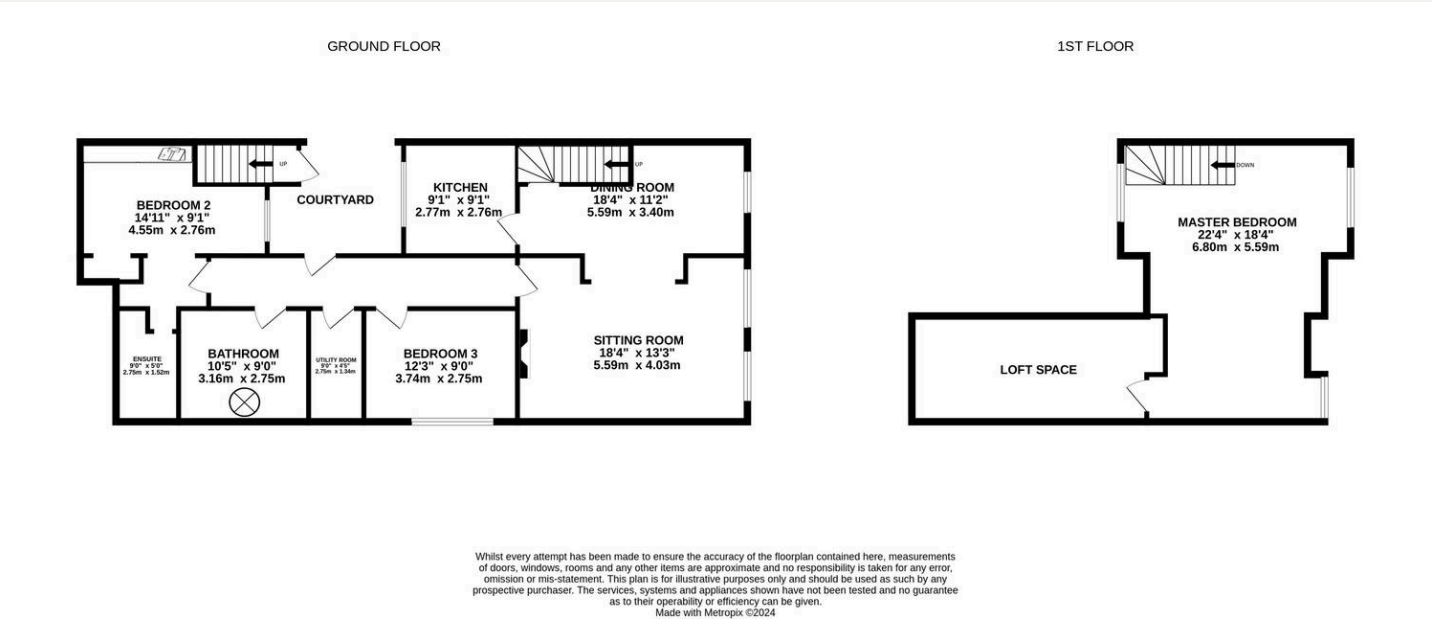 GROUND FLOOR
1ST FLOOR
UP
UP
DOWN
BEDROOM 2
14'11" x 9'1"
4.55m x 2.76m
COURTYARD
KITCHEN
9'1" x 9'1"
2.77m x 2.76m
DINING ROOM
18'4" x 11'2"
5.59m x 3.40m
MASTER BEDROOM
22'4" x 18'4"
6.80m x 5.59m
ENSUITE
9'0" x 5'0"
2.75m x 1.52m
BATHROOM
10'5" x 9'0"
3.16m x 2.75m
UTILITY ROOM
9'0" x 4'5"
2.75m x 1.34m
BEDROOM 3
12'3" x 9'0"
3.74m x 2.75m
SITTING ROOM
18'4" x 13'3"
5.59m x 4.03m
LOFT SPACE
Whilst every attempt has been made to ensure the accuracy of the floorplan contained here, measurements
of doors, windows, rooms and any other items are approximate and no responsibility is taken for any error,
omission or mis-statement. This plan is for illustrative purposes only and should be used as such by any
prospective purchaser. The services, systems and appliances shown have not been tested and no guarantee
as to their operability or efficiency can be given.
Made with Metropix ©2024